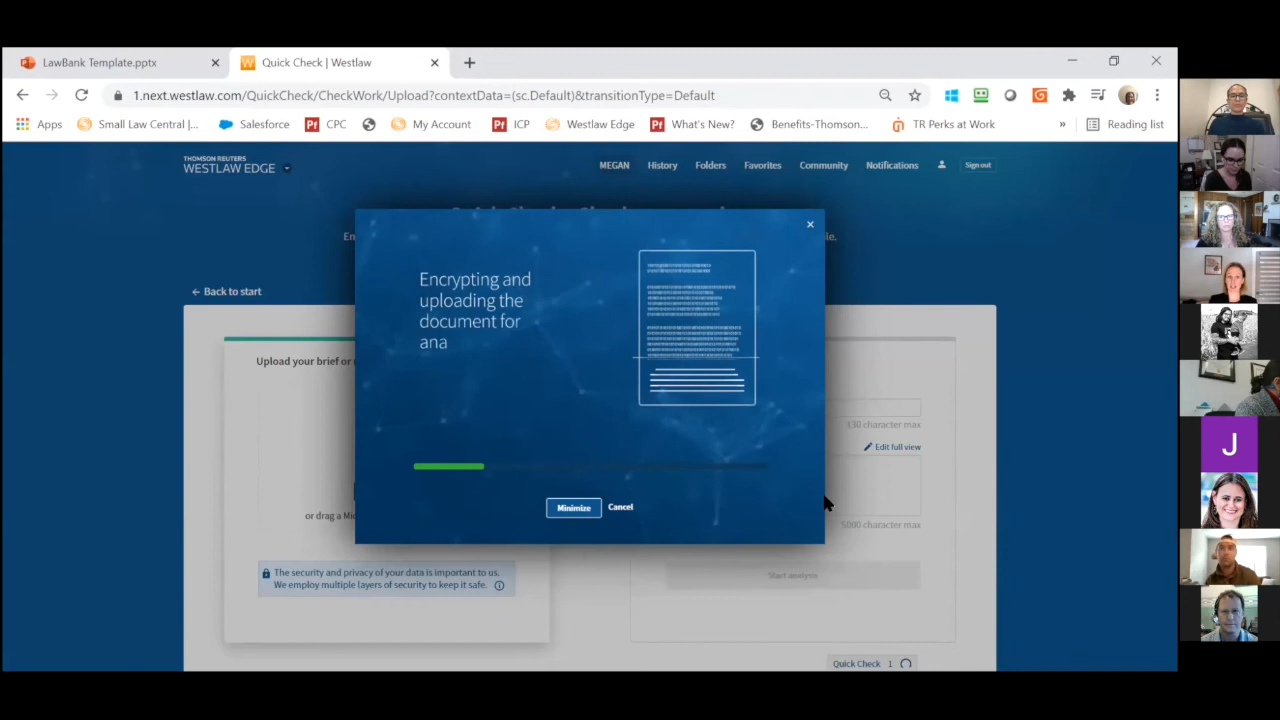 LawBank Template.pptx
Quick Check | Westlaw
1.next.westlaw.com/QuickCheck/CheckWork/Upload?contextData=(sc.Default)&transitionType=Default
Apps
Small Law Central |...
Salesforce
CPC
My Account
ICP
Westlaw Edge
What's New?
Benefits-Thomson...
TR Perks at Work
»
Reading list
THOMSON REUTERS
WESTLAW EDGE
MEGAN
History
Folders
Favorites
Community
Notifications
Sign out
Back to start
Encrypting and
uploading the
document for
ana
Upload your brief or
130 character max
Edit full view
Minimize
Cancel
or drag a Mi
5000 character max
The security and privacy of your data is important to us.
We employ multiple layers of security to keep it safe.
Start analysis
Quick Check 1
J